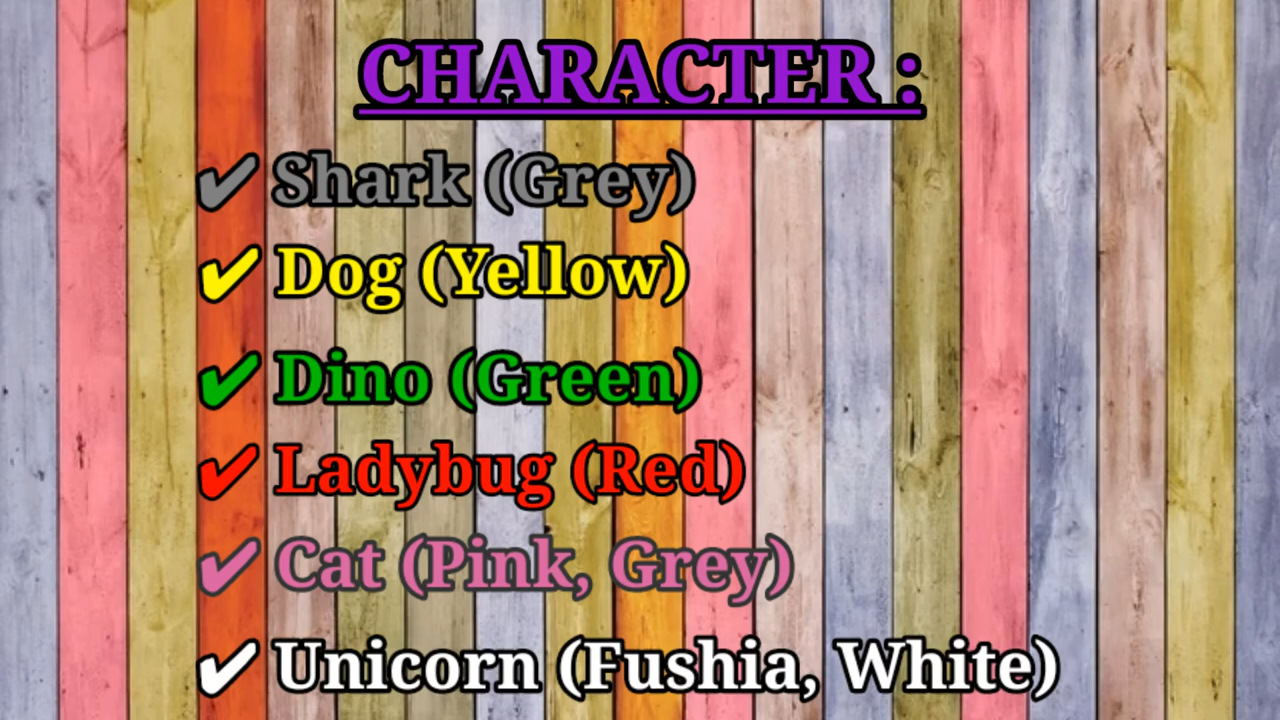 CHARACTER :
✔ Shark (Grey)
✔ Dog (Yellow)
✔ Dino (Green)
✔ Ladybug (Red)
✔ Cat (Pink, Grey)
✔ Unicorn (Fushia, White)